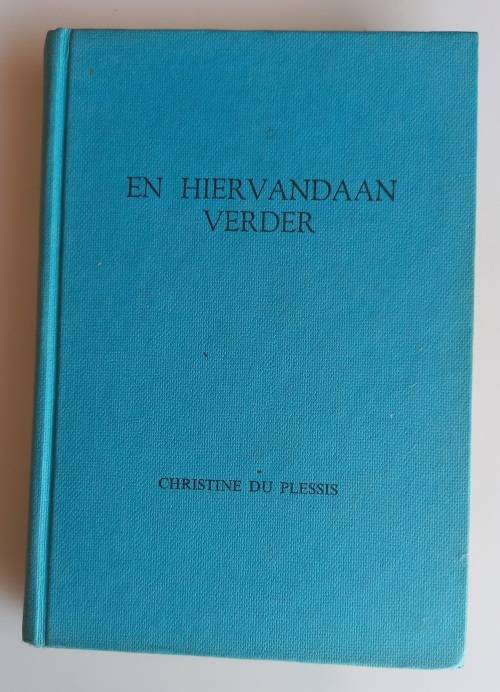 EN HIERVANDAAN
VERDER
CHRISTINE DU PLESSIS